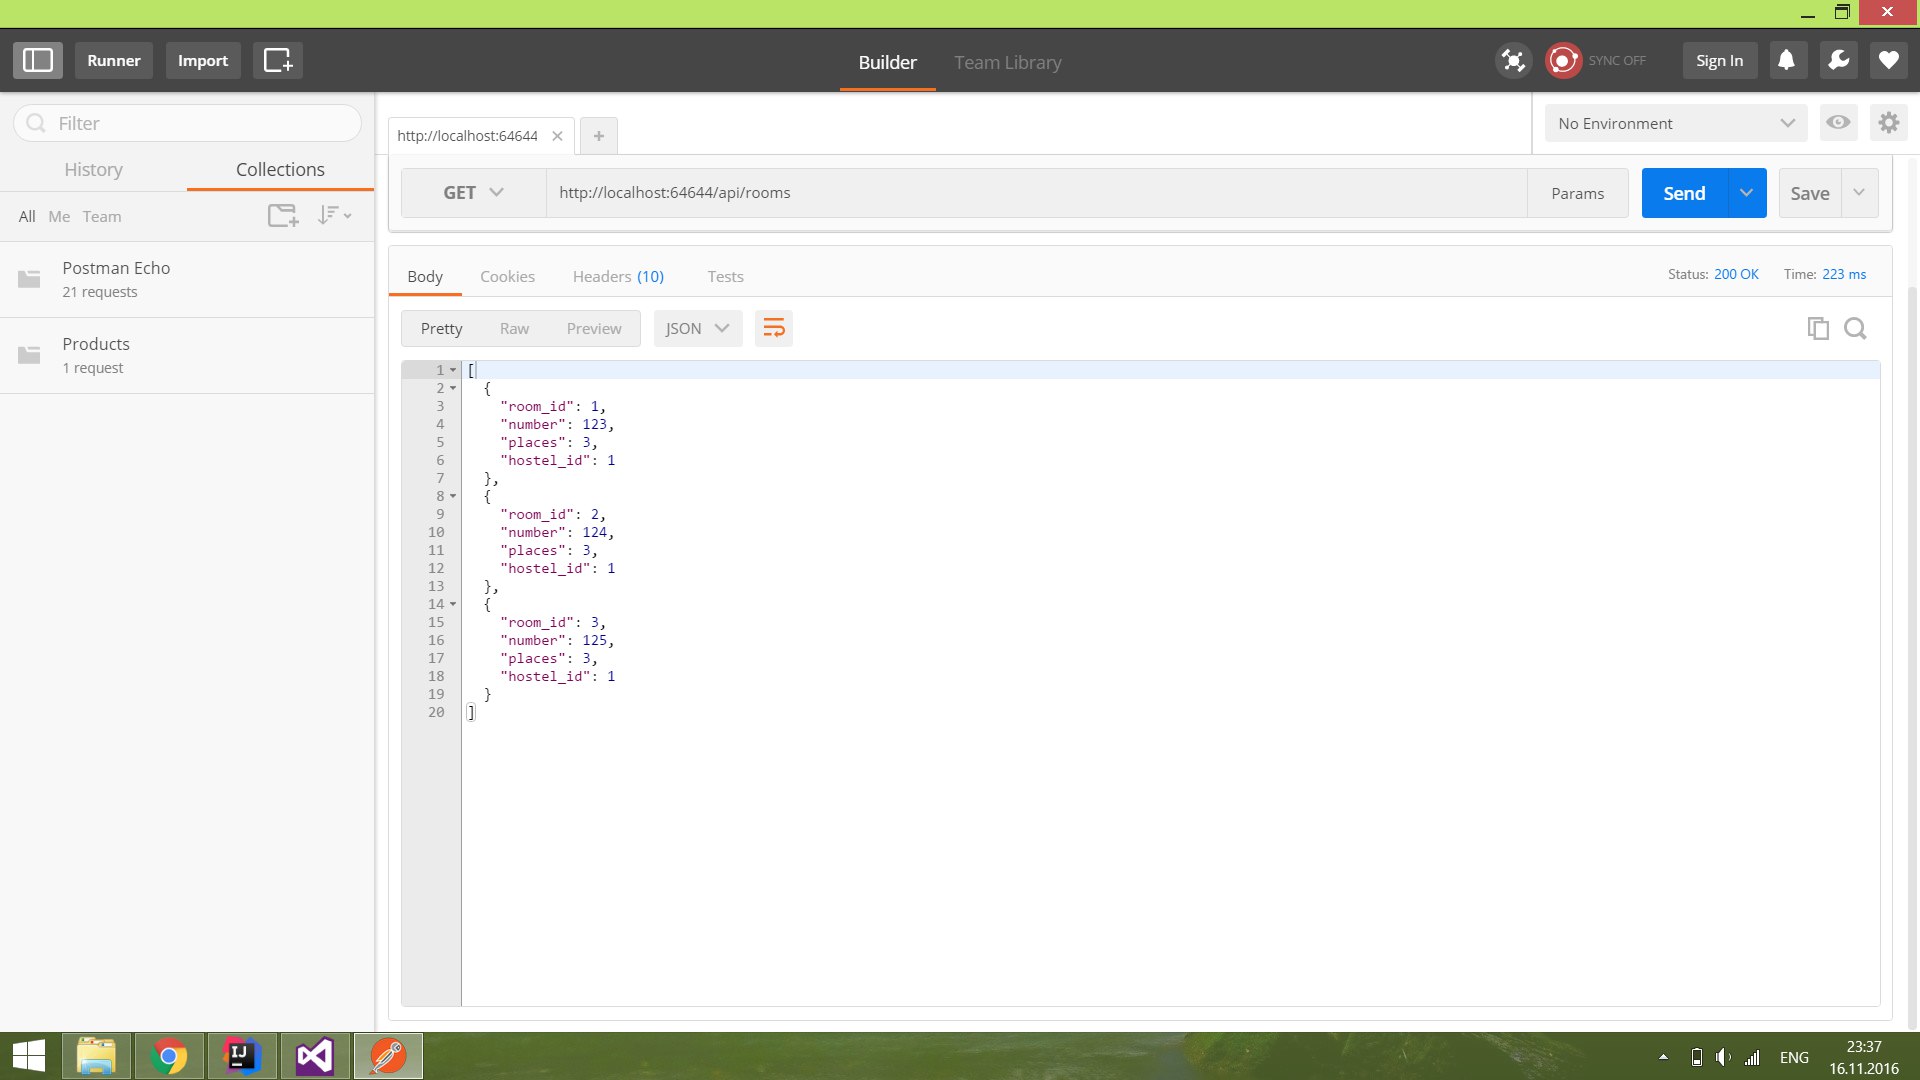 Runner
Import
Builder
Team Library
SYNC OFF
Sign In
Filter
History
Collections
All
Me
Team
Postman Echo
21 requests
Products
1 request
http://localhost:64644
No Environment
GET
http://localhost:64644/api/rooms
Params
Send
Save
Body
Cookies
Headers (10)
Tests
Status: 200 OK
Time: 223 ms
Pretty
Raw
Preview
JSON
1 [
2 {
3 "room_id": 1,
4 "number": 123,
5 "places": 3,
6 "hostel_id": 1
7 },
8 {
9 "room_id": 2,
10 "number": 124,
11 "places": 3,
12 "hostel_id": 1
13 },
14 {
15 "room_id": 3,
16 "number": 125,
17 "places": 3,
18 "hostel_id": 1
19 }
20 ]
IJ
ENG
23:37
16.11.2016